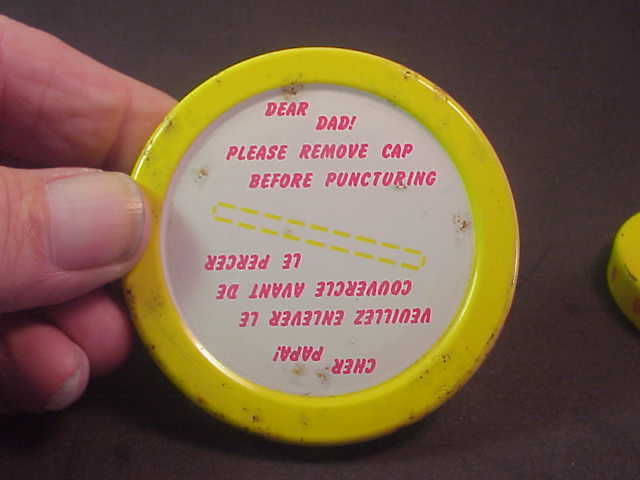 DEAR
DAD!
PLEASE REMOVE CAP
BEFORE PUNCTURING
CHER PAPA!
VEUILLEZ ENLEVER LE
COUVERCLE AVANT DE
LE PERCER